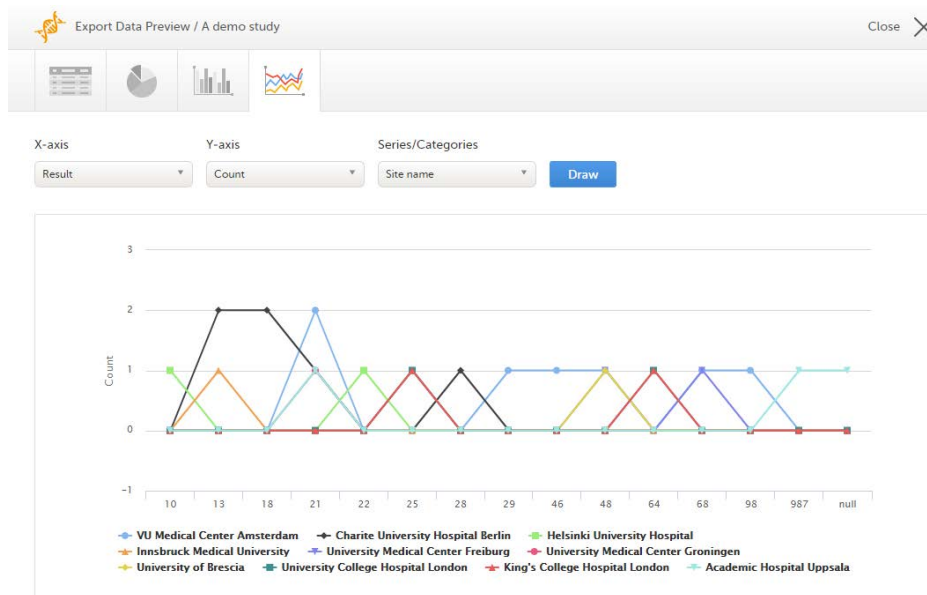 Export Data Preview / A demo study
Close
X-axis Y-axis Series/Categories
Result Count Site name Draw
3
2
1
0
-1
Count
10 13 18 21 22 25 28 29 46 48 64 68 98 987 null
VU Medical Center Amsterdam Charite University Hospital Berlin Helsinki University Hospital
Innsbruck Medical University University Medical Center Freiburg University Medical Center Groningen
University of Brescia University College Hospital London King's College Hospital London Academic Hospital Uppsala